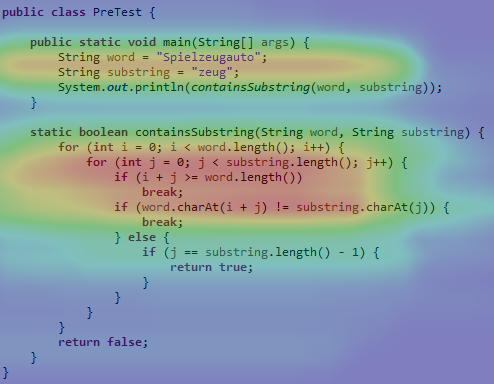 public class PreTest {
public static void main(String[] args) {
String word = "Spielzeugauto";
String substring = "zeug";
System.out.println(containsSubstring(word, substring));
}
static boolean containsSubstring(String word, String substring) {
for (int i = 0; i < word.length(); i++) {
for (int j = 0; j < substring.length(); j++) {
if (i + j >= word.length())
break;
if (word.charAt(i + j) != substring.charAt(j)) {
break;
} else {
if (j == substring.length() - 1) {
return true;
}
}
}
}
return false;
}
}